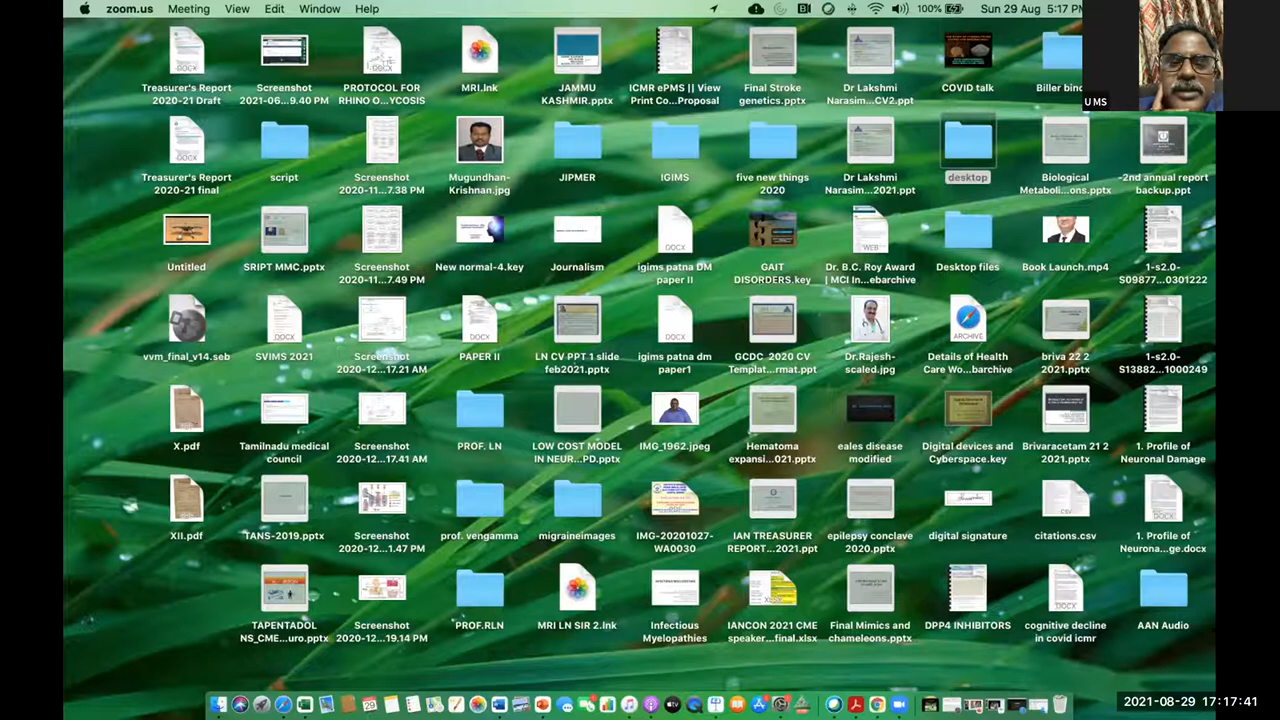 zoom.us Meeting View Edit Window Help 100% Sun 29 Aug 5:17 PM
U MS
Treasurer's Report
2020-21 Draft
Screenshot
2021-06...9.40 PM
PROTOCOL FOR
RHINO O...YCOSIS
MRI.lnk
JAMMU
KASHMIR.pptx
ICMR ePMS || View
Print Co...Proposal
Final Stroke
genetics.pptx
Dr Lakshmi
Narasim...CV2.ppt
COVID talk
Treasurer's Report
2020-21 final
script
Screenshot
2020-11...7.38 PM
Mugundhan-
Krishnan.jpg
JIPMER
IGIMS
five new things
2020
Dr Lakshmi
Narasim...2021.ppt
desktop
Biological
Metaboli...ons.pptx
-2nd annual report
backup.ppt
Untitled
SRIPT MMC.pptx
Screenshot
2020-11...7.49 PM
New normal-4.key
Journalism
igims patna DM
paper II
GAIT
DISORDERS.key
Dr. B.C. Roy Award
| MCI In...ebarchive
Desktop files
Book Launch.mp4
1-s2.0-
S09877...0301222
vvm_final_v14.seb
SVIMS 2021
Screenshot
2020-12...17.21 AM
PAPER II
LN CV PPT 1 slide
feb2021.pptx
igims patna dm
paper1
GCDC 2020 CV
Templat...rmat.ppt
Dr.Rajesh-
scaled.jpg
Details of Health
Care Wo...ebarchive
briva 22 2
2021.pptx
1-s2.0-
S13882...1000249
X.pdf
Tamilnadu medical
council
Screenshot
2020-12...17.41 AM
PROF. LN
LOW COST MODEL
IN NEUR...PD.pptx
IMG_1962.jpeg
Hematoma
expansi...021.pptx
eales disease
modified
Digital devices and
Cyberspace.key
Brivaracetam 21 2
2021.pptx
1. Profile of
Neuronal Damage
XII.pdf
TANS-2019.pptx
Screenshot
2020-12...1.47 PM
prof. vengamma
migraineimages
IMG-20201027-
WA0030
IAN TREASURER
REPORT...2021.ppt
epilepsy conclave
2020.pptx
digital signature
citations.csv
1. Profile of
Neurona...ge.docx
TAPENTADOL
NS_CME...uro.pptx
Screenshot
2020-12...19.14 PM
PROF.RLN
MRI LN SIR 2.lnk
Infectious
Myelopathies
IANCON 2021 CME
speaker...final.xlsx
Final Mimics and
chameleons.pptx
DPP4 INHIBITORS
cognitive decline
in covid icmr
AAN Audio
2021-08-29 17:17:41